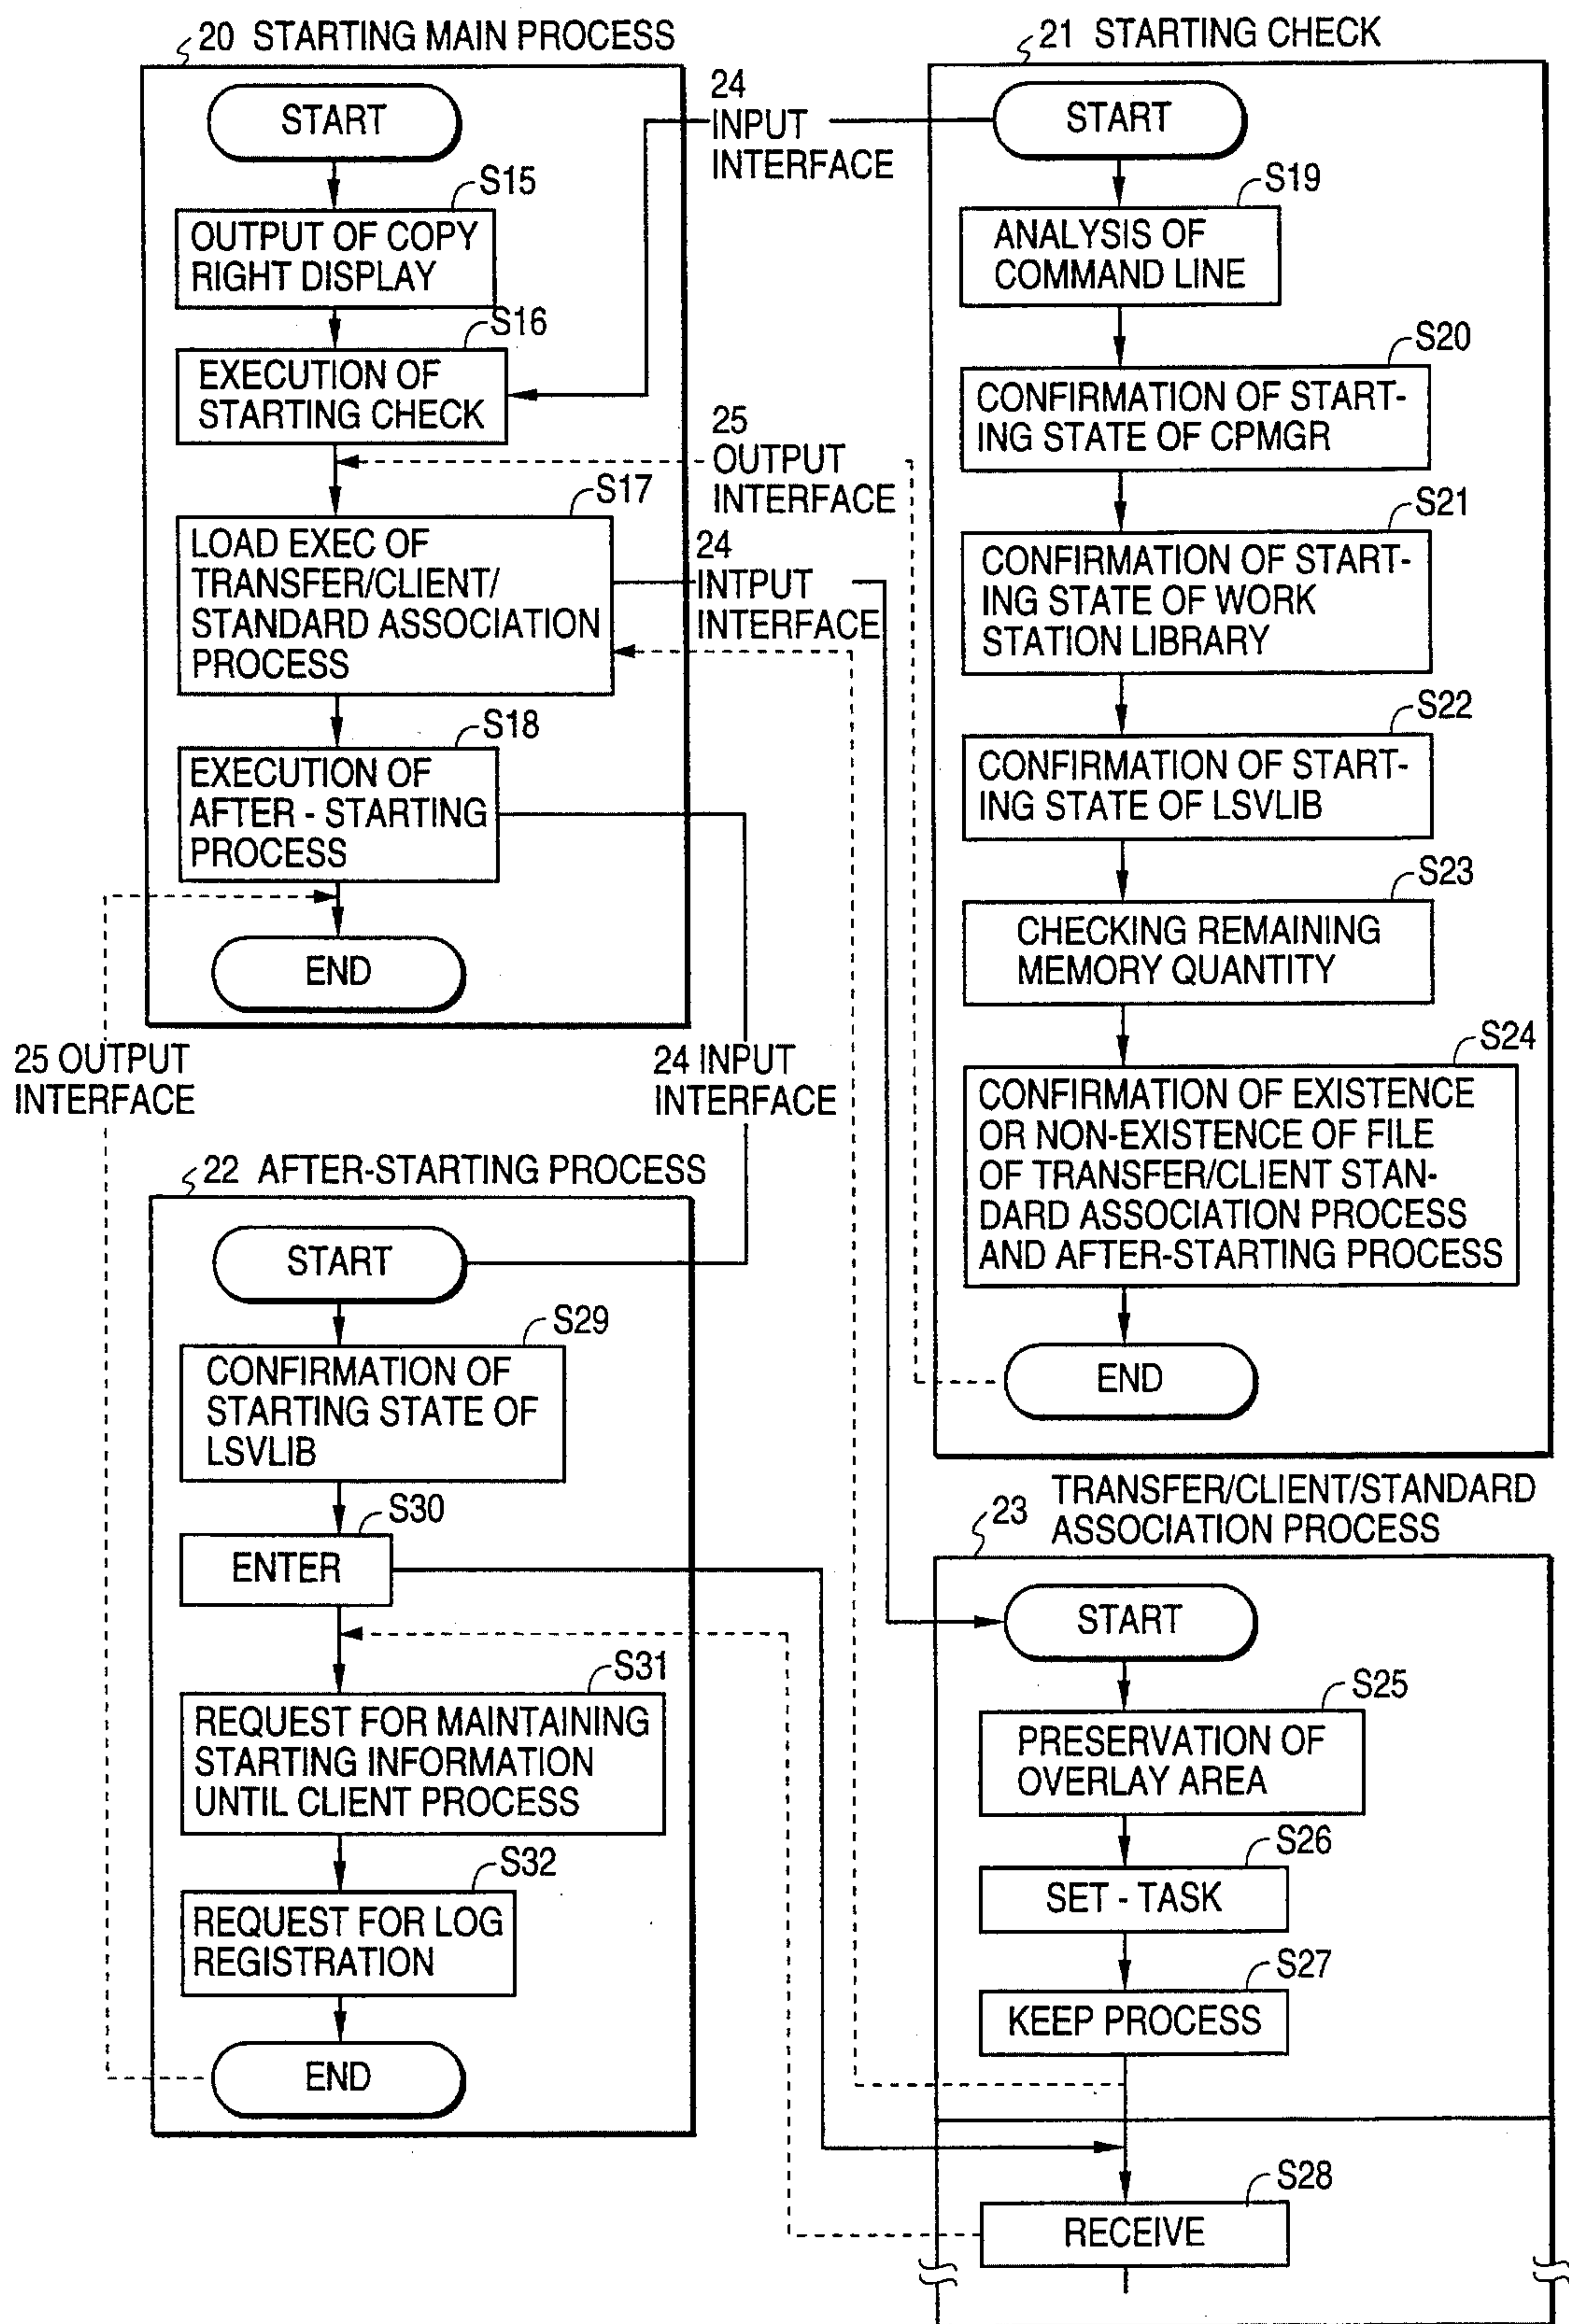 20 STARTING MAIN PROCESS
START
S15
OUTPUT OF COPY
RIGHT DISPLAY
S16
EXECUTION OF
STARTING CHECK
S17
LOAD EXEC OF
TRANSFER/CLIENT/
STANDARD ASSOCIATION
PROCESS
S18
EXECUTION OF
AFTER - STARTING
PROCESS
END
24
INPUT
INTERFACE
25
OUTPUT
INTERFACE
24
INTPUT
INTERFACE
21 STARTING CHECK
START
S19
ANALYSIS OF
COMMAND LINE
S20
CONFIRMATION OF START-
ING STATE OF CPMGR
S21
CONFIRMATION OF START-
ING STATE OF WORK
STATION LIBRARY
S22
CONFIRMATION OF START-
ING STATE OF LSVLIB
S23
CHECKING REMAINING
MEMORY QUANTITY
S24
CONFIRMATION OF EXISTENCE
OR NON-EXISTENCE OF FILE
OF TRANSFER/CLIENT STAN-
DARD ASSOCIATION PROCESS
AND AFTER-STARTING PROCESS
END
25 OUTPUT
INTERFACE
24 INPUT
INTERFACE
22 AFTER-STARTING PROCESS
START
S29
CONFIRMATION OF
STARTING STATE OF
LSVLIB
S30
ENTER
S31
REQUEST FOR MAINTAINING
STARTING INFORMATION
UNTIL CLIENT PROCESS
S32
REQUEST FOR LOG
REGISTRATION
END
23 TRANSFER/CLIENT/STANDARD
ASSOCIATION PROCESS
START
S25
PRESERVATION OF
OVERLAY AREA
S26
SET - TASK
S27
KEEP PROCESS
S28
RECEIVE